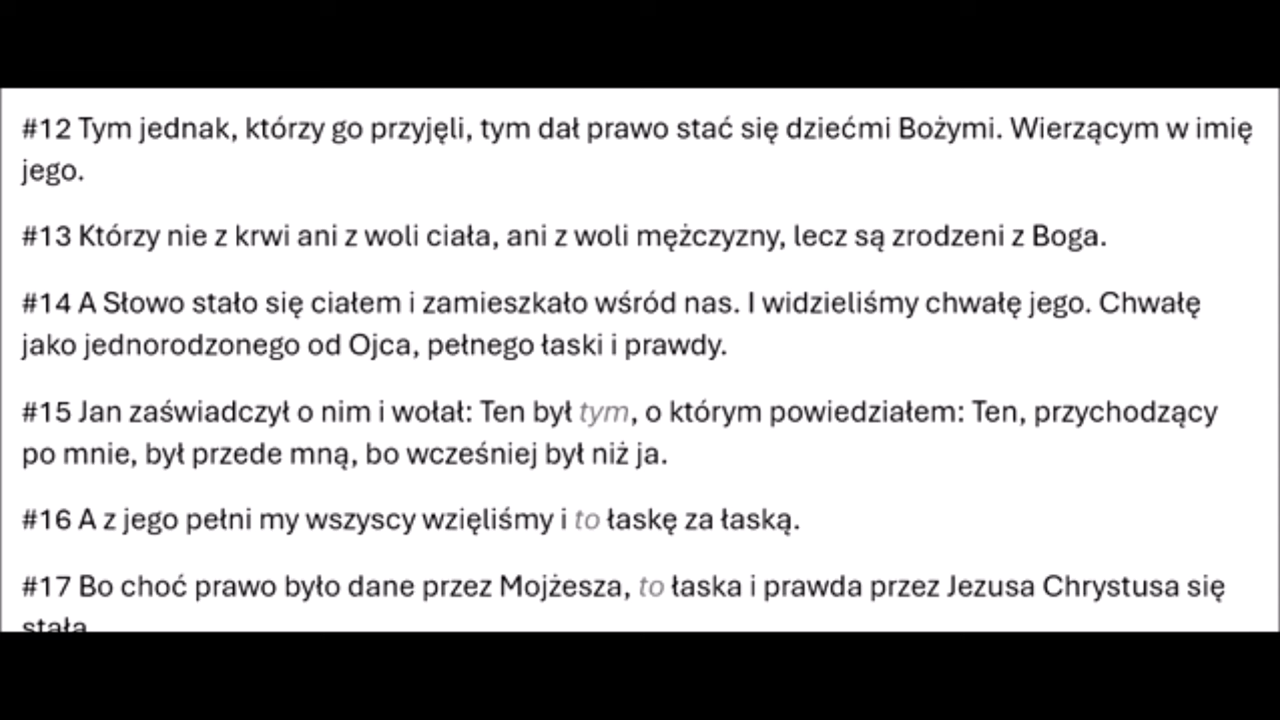 #12 Tym jednak, którzy go przyjęli, tym dał prawo stać się dziećmi Bożymi. Wierzącym w imię
jego.
#13 Którzy nie z krwi ani z woli ciała, ani z woli mężczyzny, lecz są zrodzeni z Boga.
#14 A Słowo stało się ciałem i zamieszkało wśród nas. I widzieliśmy chwałę jego. Chwałę
jako jednorodzonego od Ojca, pełnego łaski i prawdy.
#15 Jan zaświadczył o nim i wołał: Ten był tym, o którym powiedziałem: Ten, przychodzący
po mnie, był przede mną, bo wcześniej był niż ja.
#16 A z jego pełni my wszyscy wzięliśmy i to łaskę za łaską.
#17 Bo choć prawo było dane przez Mojżesza, to łaska i prawda przez Jezusa Chrystusa się
stała